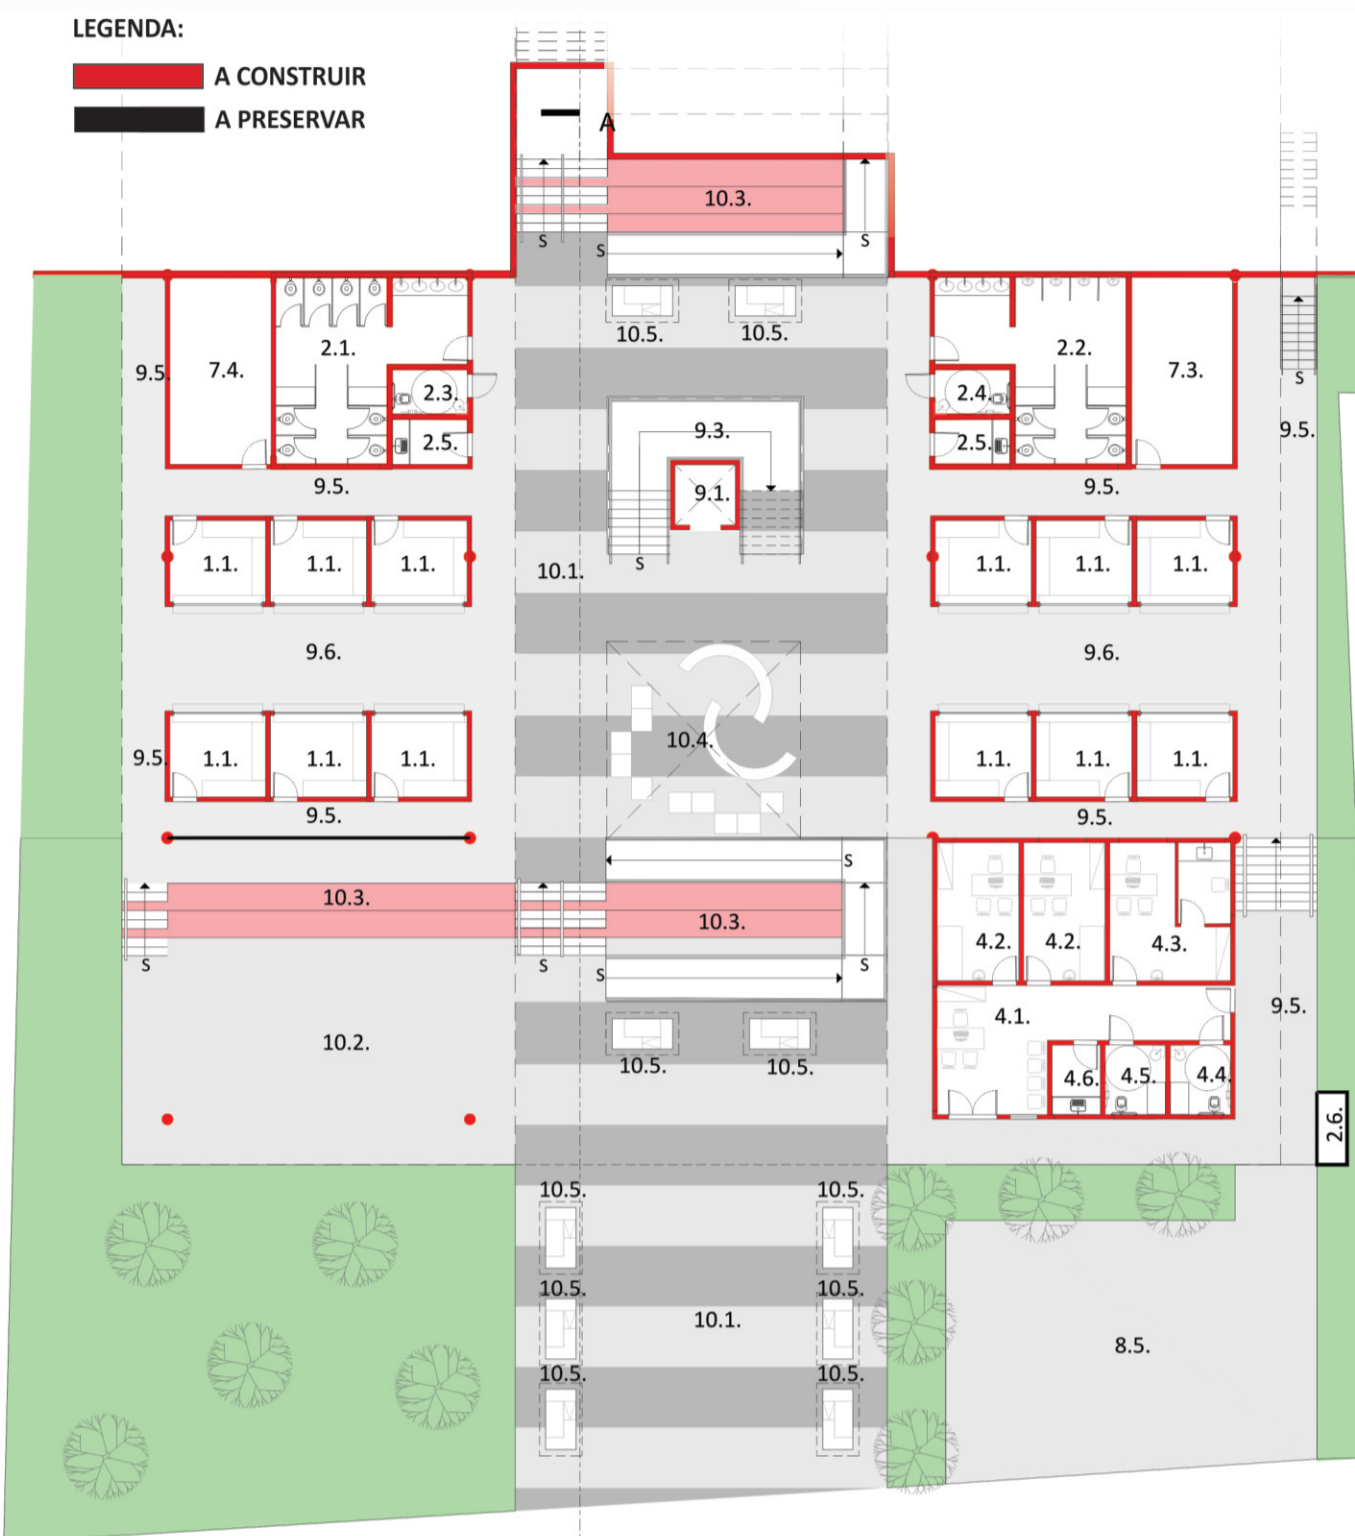 LEGENDA:
A CONSTRUIR
A PRESERVAR
A
10.3.
S S S
10.5. 10.5.
2.1. 2.2.
9.5. 7.4. 7.3.
S
2.3. 2.4.
9.3. 9.5.
2.5. 2.5.
9.5. 9.1. 9.5.
1.1. 1.1. 1.1. S 1.1. 1.1. 1.1.
10.1.
9.6. 9.6.
10.4.
9.5. 1.1. 1.1. 1.1. 1.1. 1.1. 1.1.
9.5. 9.5.
S
10.3. 10.3.
4.2. 4.2. 4.3.
S S S S
9.5.
4.1.
10.2.
10.5. 10.5.
4.6. 4.5. 4.4.
2.6.
10.5. 10.5.
10.5. 10.5.
10.1.
8.5.
10.5. 10.5.